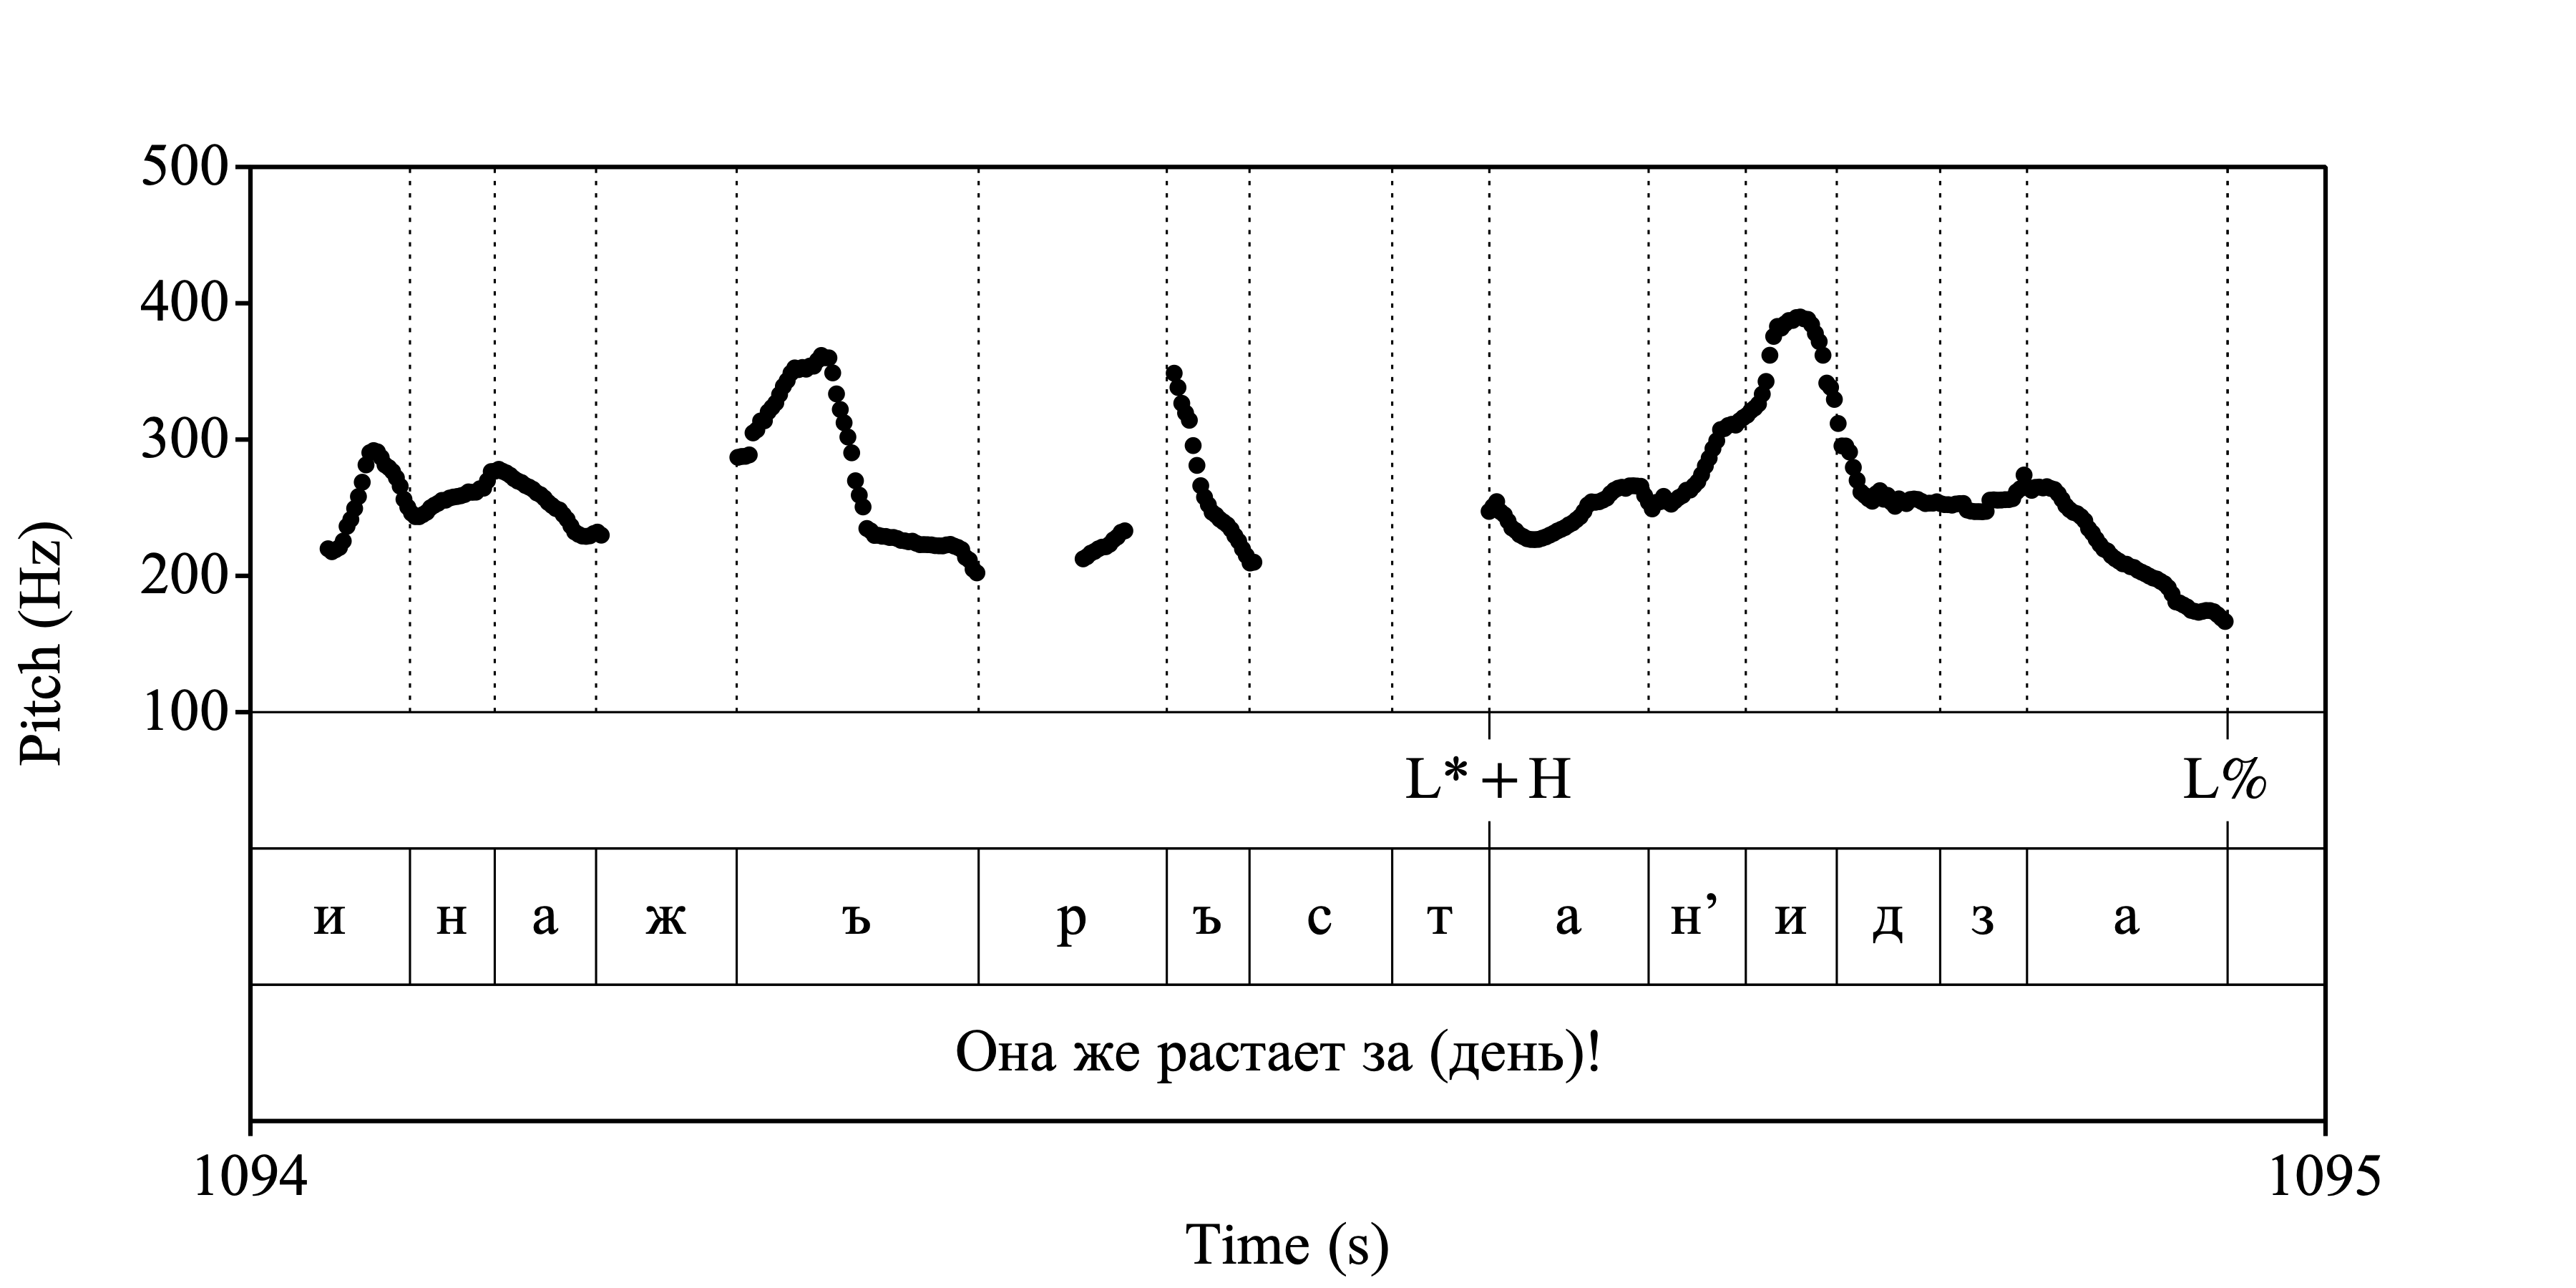 500
400
300
200
100
Pitch (Hz)
L* + H L%
и н а ж ъ р ъ с т а н’ и д з а
Она же растает за (день)!
1094 1095
Time (s)